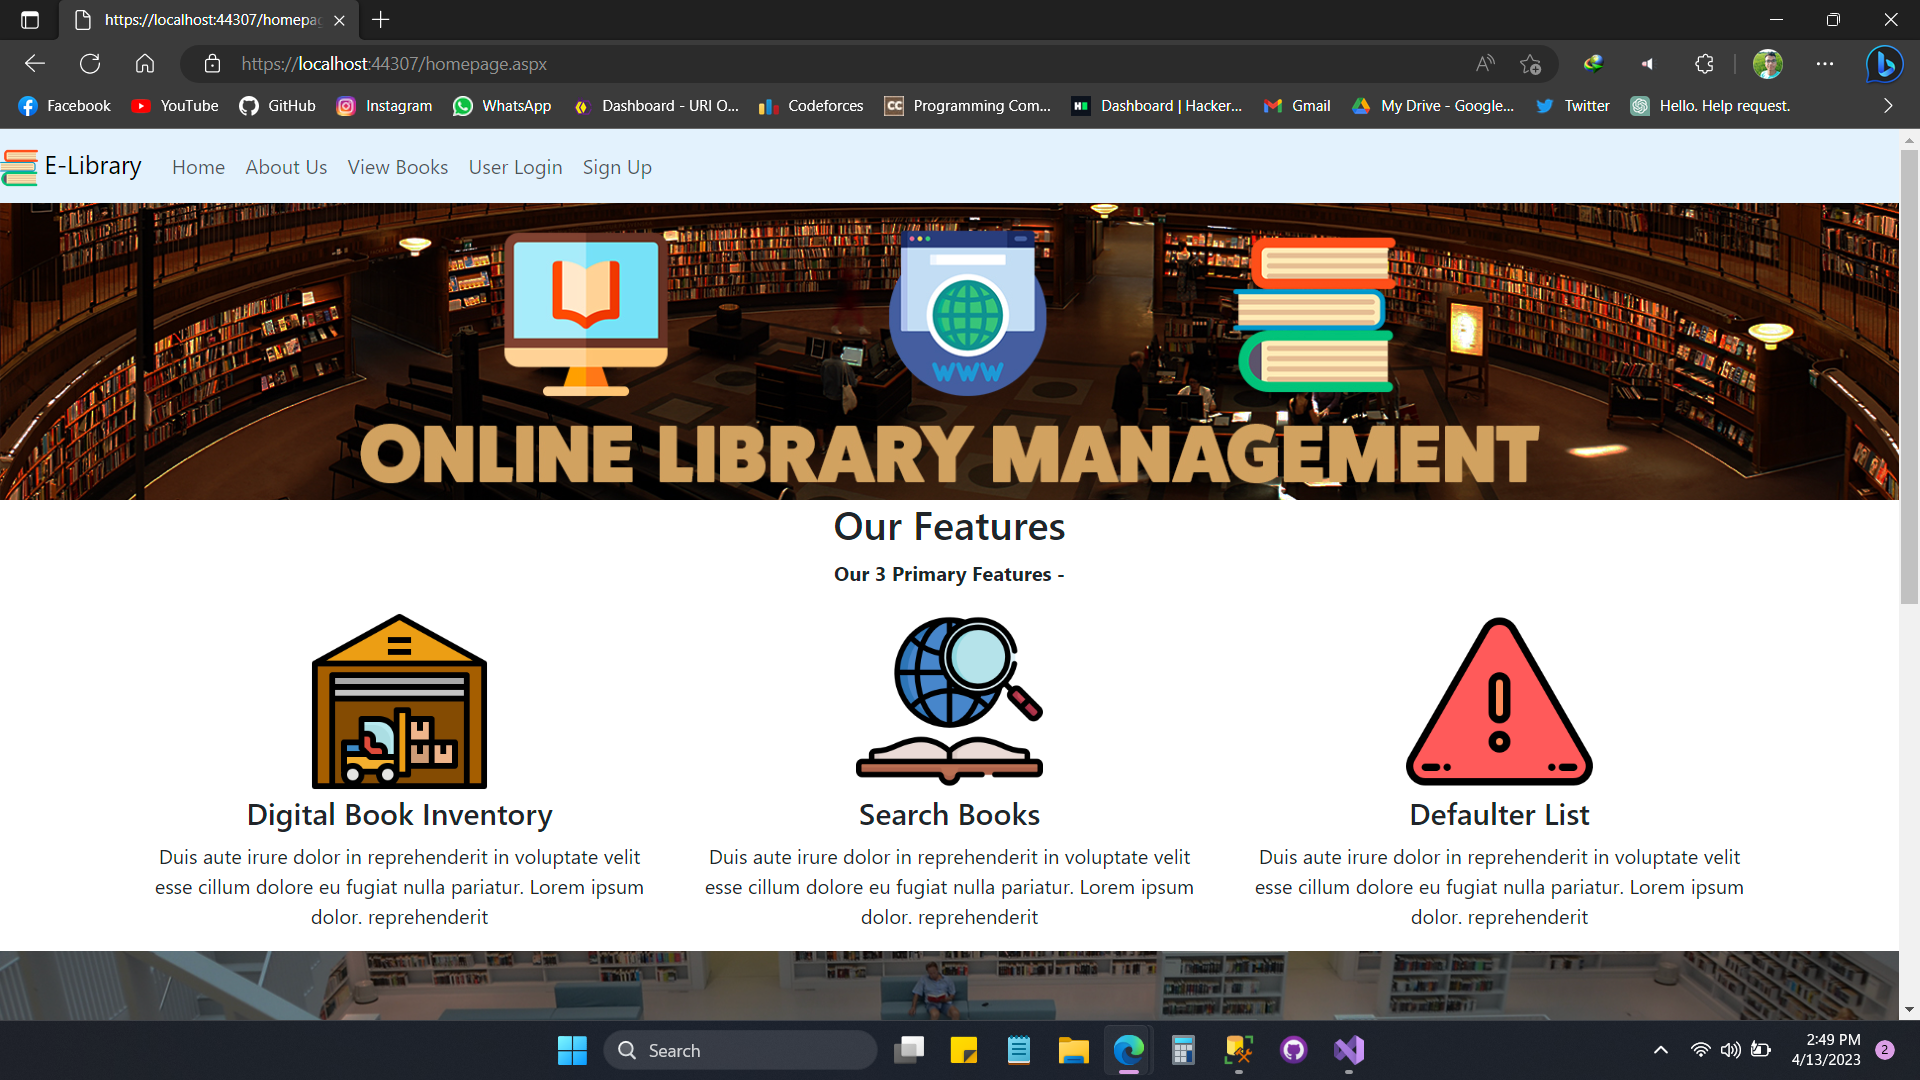 https://localhost:44307/homepag
https://localhost:44307/homepage.aspx
Facebook YouTube GitHub Instagram WhatsApp Dashboard - URI O... Codeforces Programming Com... Dashboard | Hacker... Gmail My Drive - Google... Twitter Hello. Help request.
E-Library Home About Us View Books User Login Sign Up
WWW
ONLINE LIBRARY MANAGEMENT
Our Features
Our 3 Primary Features -
Digital Book Inventory Search Books Defaulter List
Duis aute irure dolor in reprehenderit in voluptate velit
esse cillum dolore eu fugiat nulla pariatur. Lorem ipsum
dolor. reprehenderit
Duis aute irure dolor in reprehenderit in voluptate velit
esse cillum dolore eu fugiat nulla pariatur. Lorem ipsum
dolor. reprehenderit
Duis aute irure dolor in reprehenderit in voluptate velit
esse cillum dolore eu fugiat nulla pariatur. Lorem ipsum
dolor. reprehenderit
Search
2:49 PM
4/13/2023
2